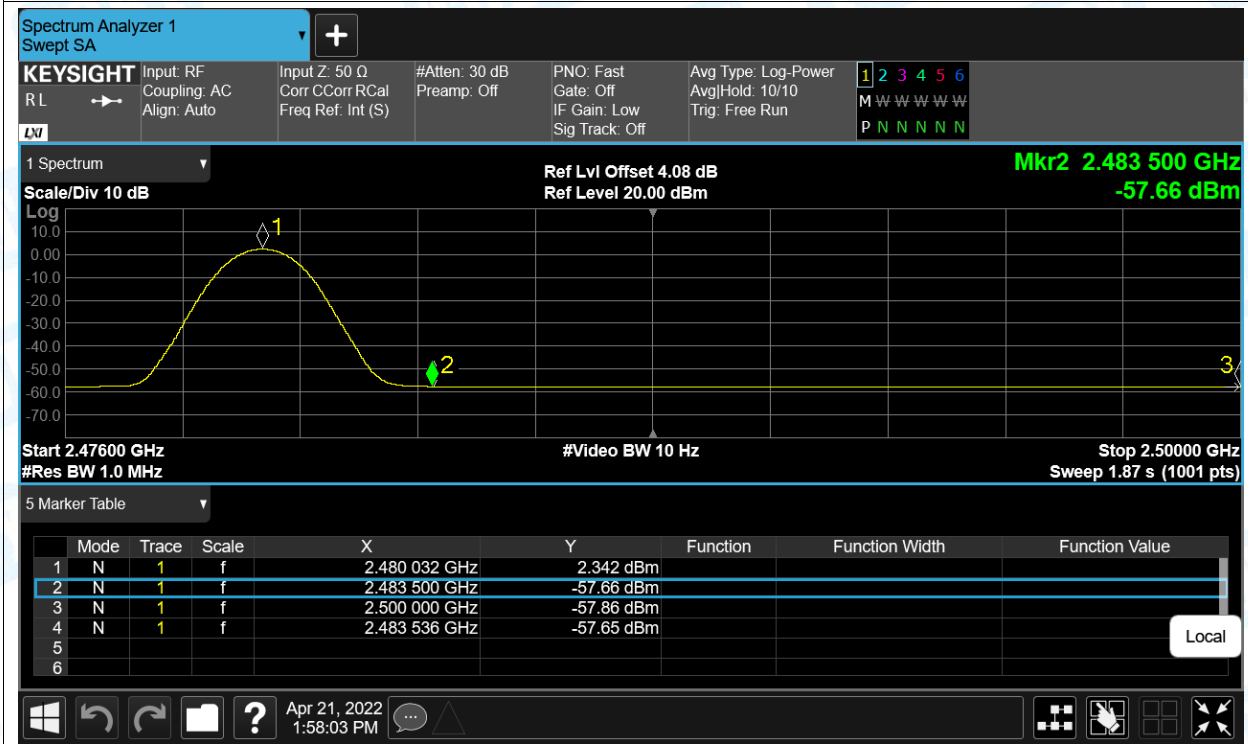 Spectrum Analyzer 1
Swept SA
+
KEYSIGHT
R L
LXI
Input: RF
Coupling: AC
Align: Auto
Input Z: 50 Ω
Corr CCorr RCal
Freq Ref: Int (S)
#Atten: 30 dB
Preamp: Off
PNO: Fast
Gate: Off
IF Gain: Low
Sig Track: Off
Avg Type: Log-Power
Avg|Hold: 10/10
Trig: Free Run
1 2 3 4 5 6
M W W W W W
P N N N N N
1 Spectrum
Scale/Div 10 dB
Ref Lvl Offset 4.08 dB
Ref Level 20.00 dBm
Mkr2 2.483 500 GHz
-57.66 dBm
Log
10.0
0.00
-10.0
-20.0
-30.0
-40.0
-50.0
-60.0
-70.0
1
2
3
Start 2.47600 GHz
#Res BW 1.0 MHz
#Video BW 10 Hz
Stop 2.50000 GHz
Sweep 1.87 s (1001 pts)
5 Marker Table
Mode Trace Scale X Y Function Function Width Function Value
1 N 1 f 2.480 032 GHz 2.342 dBm
2 N 1 f 2.483 500 GHz -57.66 dBm
3 N 1 f 2.500 000 GHz -57.86 dBm
4 N 1 f 2.483 536 GHz -57.65 dBm
5
6
Local
?
Apr 21, 2022
1:58:03 PM